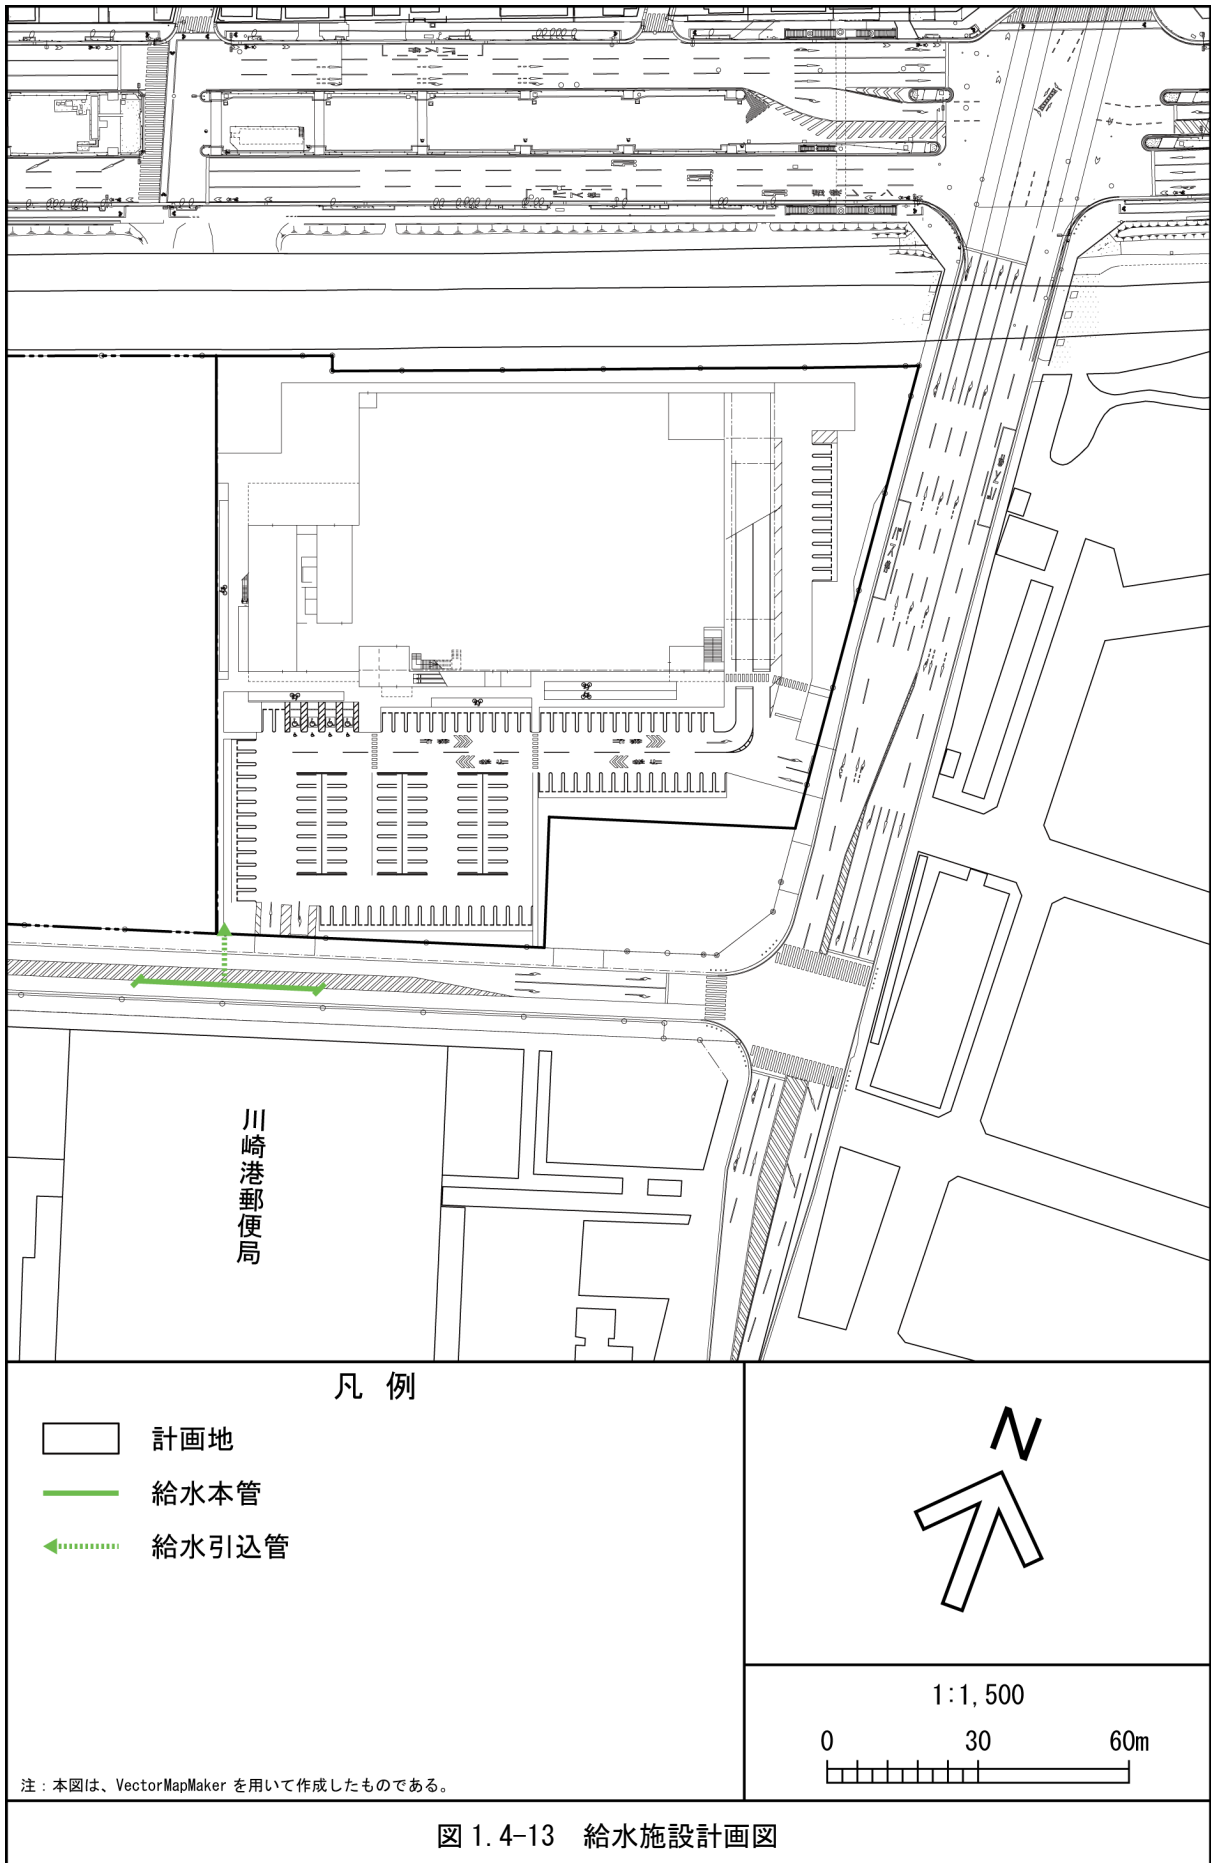 川崎港郵便局
凡 例
計画地
給水本管
給水引込管
注：本図は、VectorMapMaker を用いて作成したものである。
N
1:1,500
0 30 60m
図 1.4-13 給水施設計画図